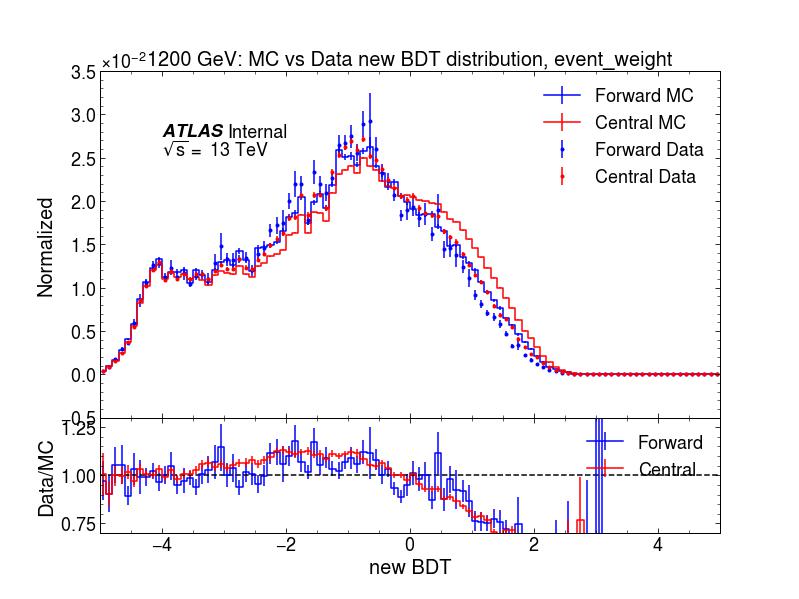 ×10−2 1200 GeV: MC vs Data new BDT distribution, event_weight
3.5
3.0
2.5
2.0
1.5
1.0
0.5
0.0
−0.5
Normalized
ATLAS Internal
√s = 13 TeV
Forward MC
Central MC
Forward Data
Central Data
1.25
1.00
0.75
Data/MC
Forward
Central
−4
−2
0
2
4
new BDT